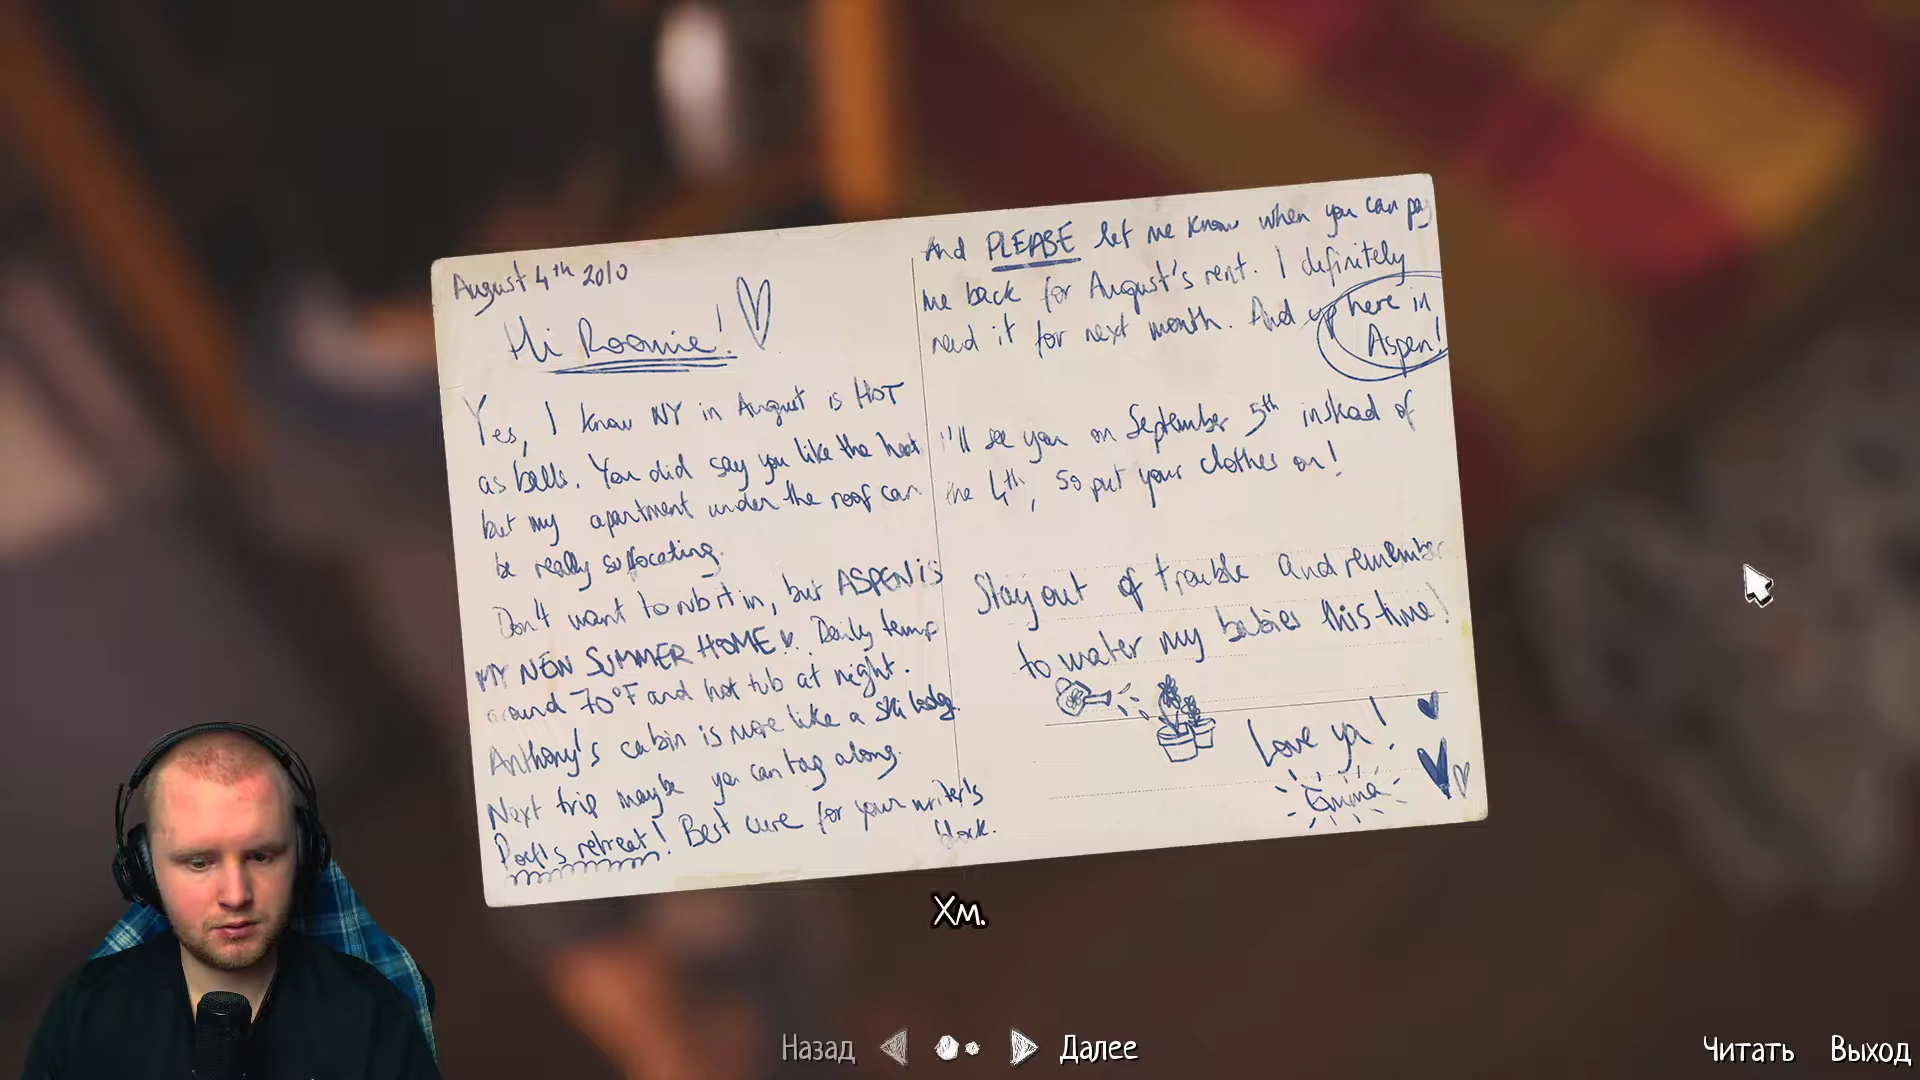 August 4th 2010
Hi Roomie!
Yes, I know NY in August is HOT
as balls. You did say you like the heat
but my apartment under the roof can
be really suffocating.
Don't want to rub it in, but ASPEN is
MY NEW SUMMER HOME! Daily temp
around 70°F and hot tub at night.
Anthony's cabin is more like a ski lodge.
Next trip maybe you can tag along.
Poet's retreat! Best cure for your writer's
block.
And PLEASE let me know when you can pay
me back for August's rent. I definitely
need it for next month. And up here in
Aspen!
I'll see you on September 5th instead of
the 4th, so put your clothes on!
Stay out of trouble and remember
to water my babies this time!
Love ya!
Emma
Хм.
Назад
Далее
Читать
Выход